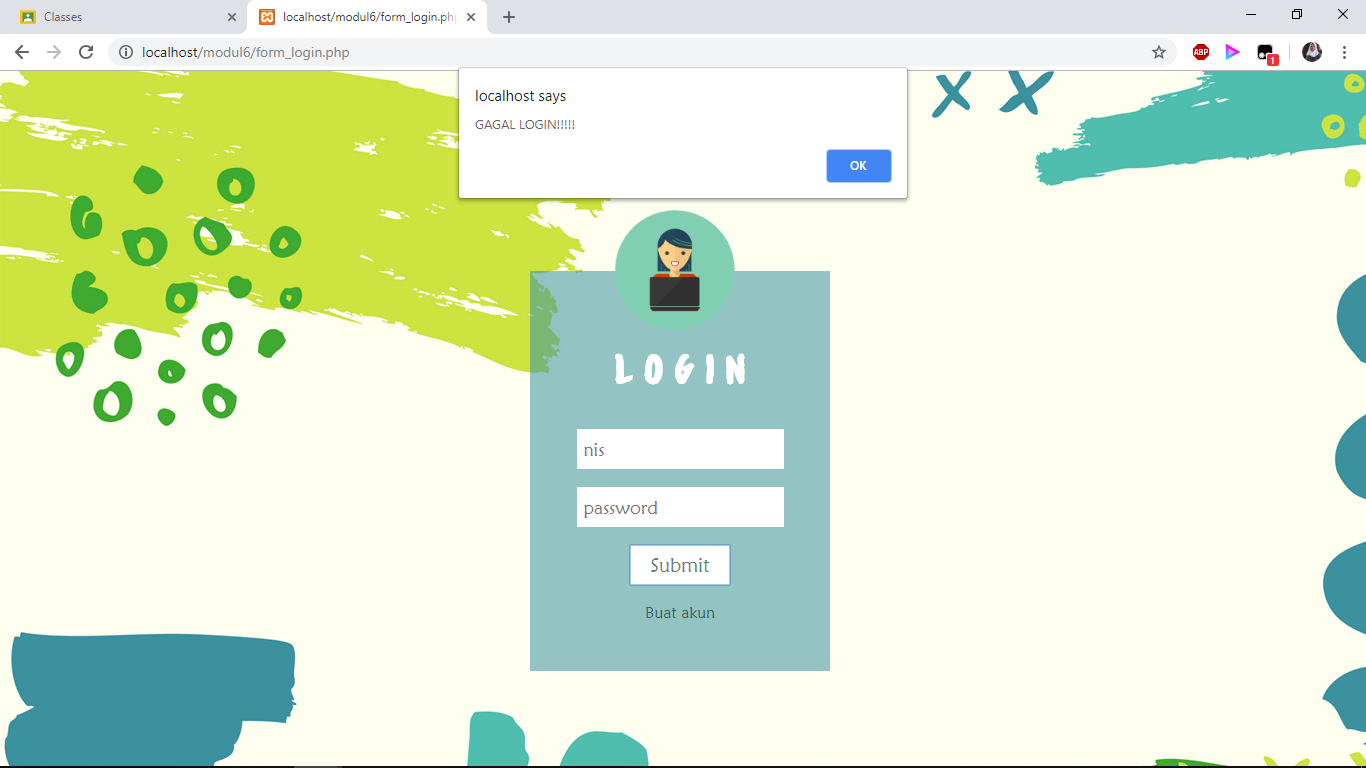 Classes
localhost/modul6/form_login.php
localhost/modul6/form_login.php
ABP
1
localhost says
GAGAL LOGIN!!!!!
OK
LOGIN
nis
password
Submit
Buat akun